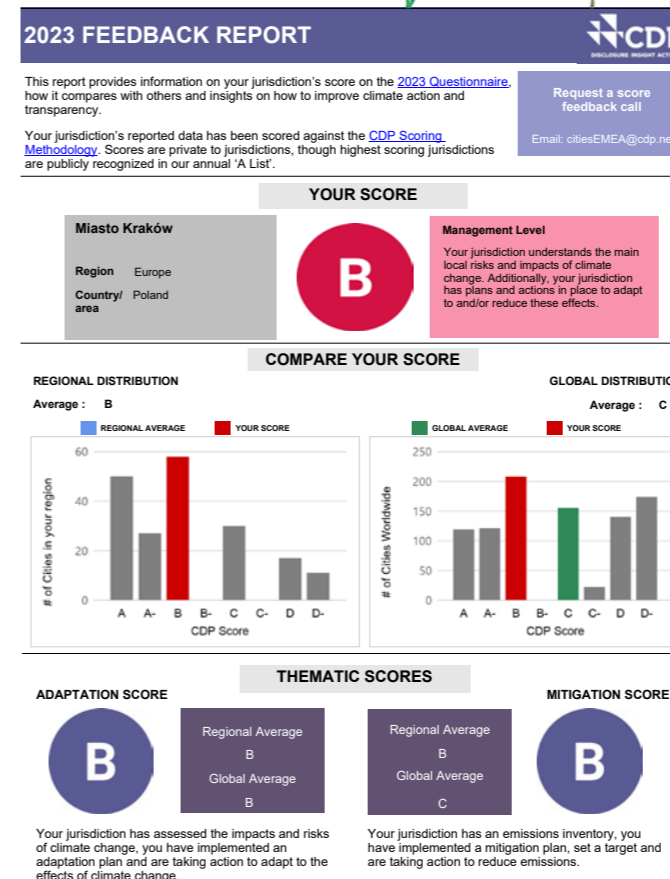 2023 FEEDBACK REPORT
CDP
DISCLOSURE INSIGHT ACT
This report provides information on your jurisdiction's score on the 2023 Questionnaire,
how it compares with others and insights on how to improve climate action and
transparency.
Your jurisdiction's reported data has been scored against the CDP Scoring
Methodology. Scores are private to jurisdictions, though highest scoring jurisdictions
are publicly recognized in our annual 'A List'.
Request a score
feedback call
Email: citiesEMEA@cdp.ne
YOUR SCORE
Miasto Kraków
Region Europe
Country/ Poland
area
B
Management Level
Your jurisdiction understands the main
local risks and impacts of climate
change. Additionally, your jurisdiction
has plans and actions in place to adapt
to and/or reduce these effects.
COMPARE YOUR SCORE
REGIONAL DISTRIBUTION
Average : B
REGIONAL AVERAGE YOUR SCORE
# of Cities in your region
60
40
20
0
A A- B B- C C- D D-
CDP Score
GLOBAL DISTRIBUTIO
Average : C
GLOBAL AVERAGE YOUR SCORE
# of Cities Worldwide
250
200
150
100
50
0
A A- B B- C C- D D-
CDP Score
THEMATIC SCORES
ADAPTATION SCORE
B
Regional Average
B
Global Average
B
Your jurisdiction has assessed the impacts and risks
of climate change, you have implemented an
adaptation plan and are taking action to adapt to the
effects of climate change.
MITIGATION SCORE
Regional Average
B
Global Average
C
B
Your jurisdiction has an emissions inventory, you
have implemented a mitigation plan, set a target and
are taking action to reduce emissions.